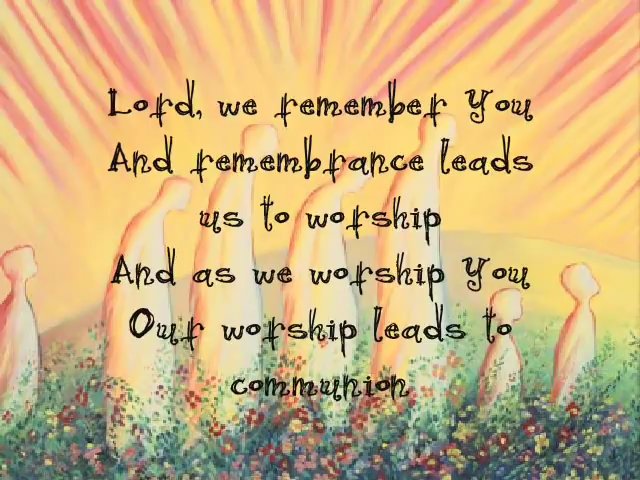 Lord, we remember You
And remembrance leads
us to worship
And as we worship You
Our worship leads to
communion